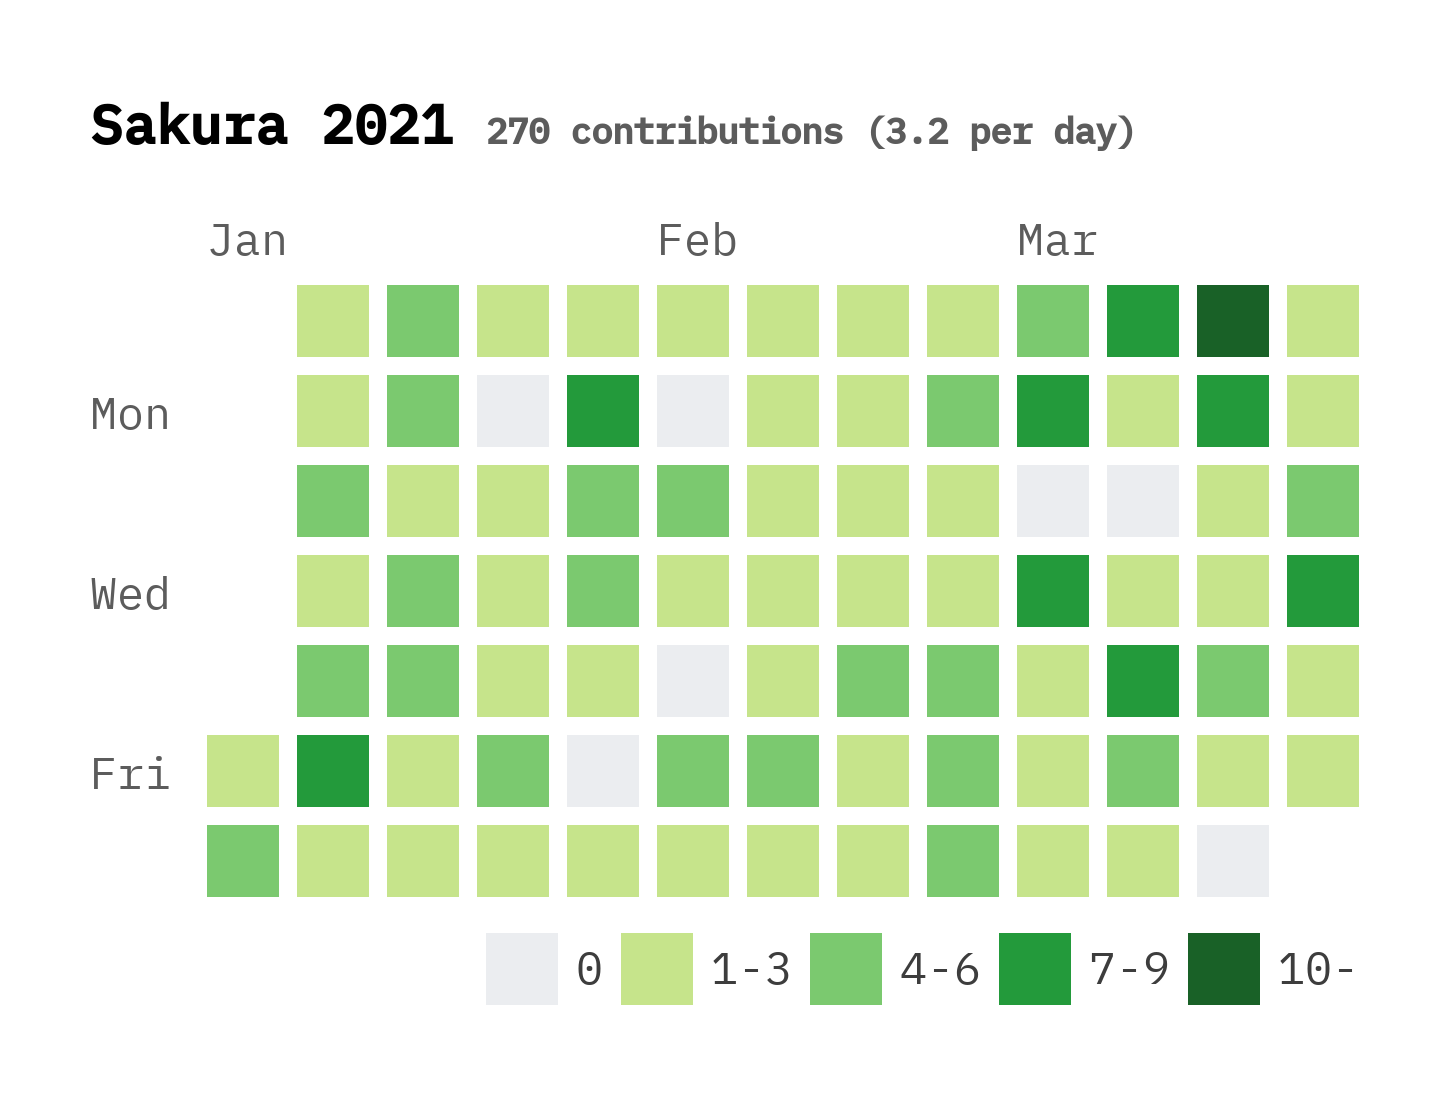 Sakura 2021 270 contributions (3.2 per day)
Jan Feb Mar
Mon
Wed
Fri
0 1-3 4-6 7-9 10-